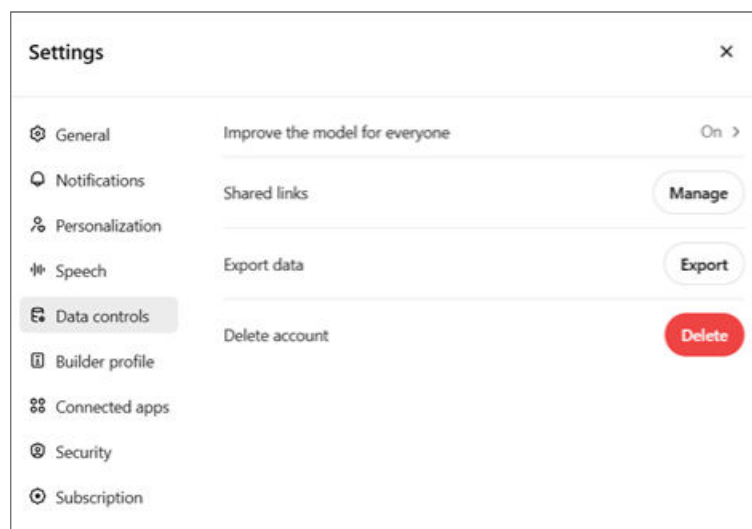 Settings
General
Notifications
Personalization
Speech
Data controls
Builder profile
Connected apps
Security
Subscription
Improve the model for everyone On
Shared links Manage
Export data Export
Delete account Delete